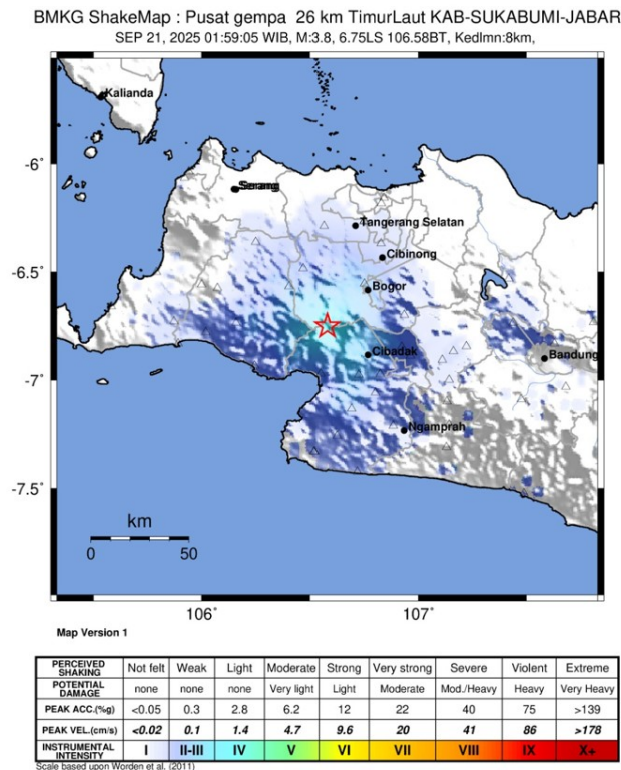 BMKG ShakeMap : Pusat gempa 26 km TimurLaut KAB-SUKABUMI-JABAR
SEP 21, 2025 01:59:05 WIB, M:3.8, 6.75LS 106.58BT, Kedlmn:8km,
Kalianda
-6˚
Serang
Tangerang Selatan
-6.5˚
Cibinong
Bogor
Cibadak
Bandung
-7˚
Ngamprah
-7.5˚
km
0 50
106˚ 107˚
Map Version 1
PERCEIVED SHAKING Not felt Weak Light Moderate Strong Very strong Severe Violent Extreme
POTENTIAL DAMAGE none none none Very light Light Moderate Mod./Heavy Heavy Very Heavy
PEAK ACC.(%g) <0.05 0.3 2.8 6.2 12 22 40 75 >139
PEAK VEL.(cm/s) <0.02 0.1 1.4 4.7 9.6 20 41 86 >178
INSTRUMENTAL INTENSITY I II-III IV V VI VII VIII IX X+
Scale based upon Worden et al. (2011)